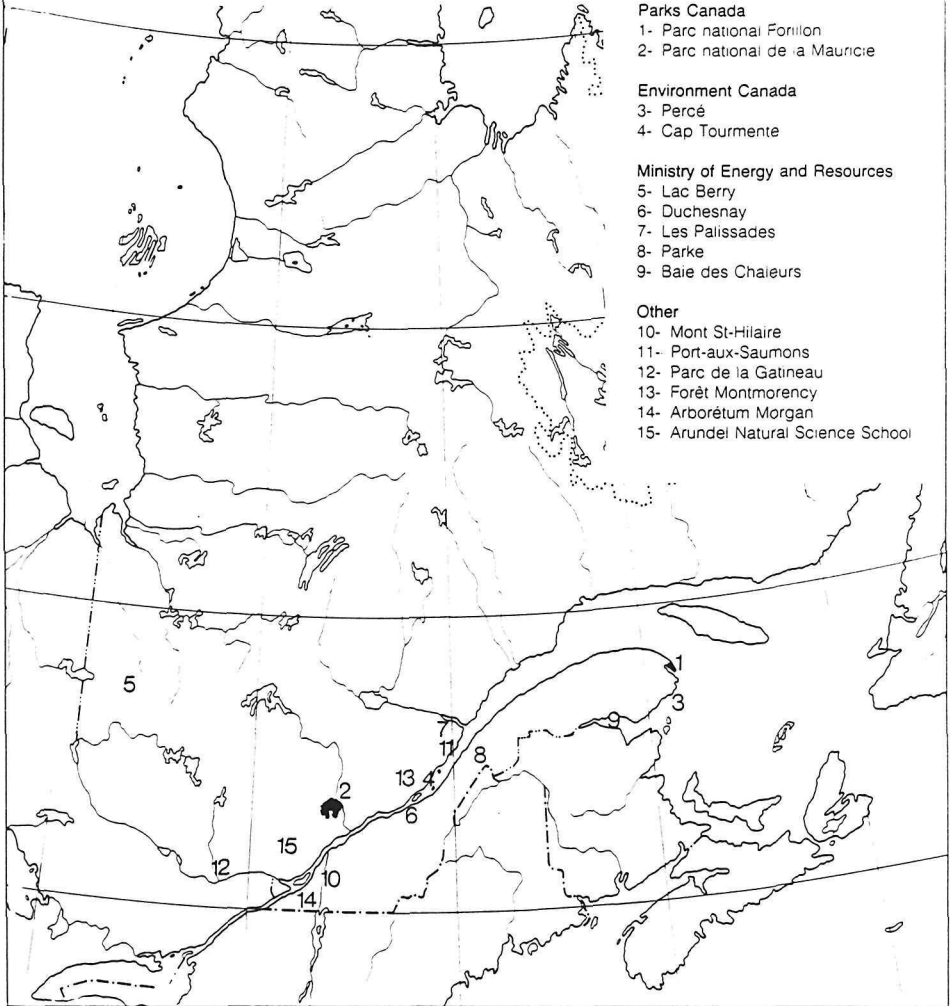 Parks Canada
1- Parc national Forillon
2- Parc national de la Mauricie
Environment Canada
3- Percé
4- Cap Tourmente
Ministry of Energy and Resources
5- Lac Berry
6- Duchesnay
7- Les Palissades
8- Parke
9- Baie des Chaleurs
Other
10- Mont St-Hilaire
11- Port-aux-Saumons
12- Parc de la Gatineau
13- Forêt Montmorency
14- Arborétum Morgan
15- Arundel Natural Science School
1
5
3
7
9
11
8
13
4
2
6
15
12
10
14